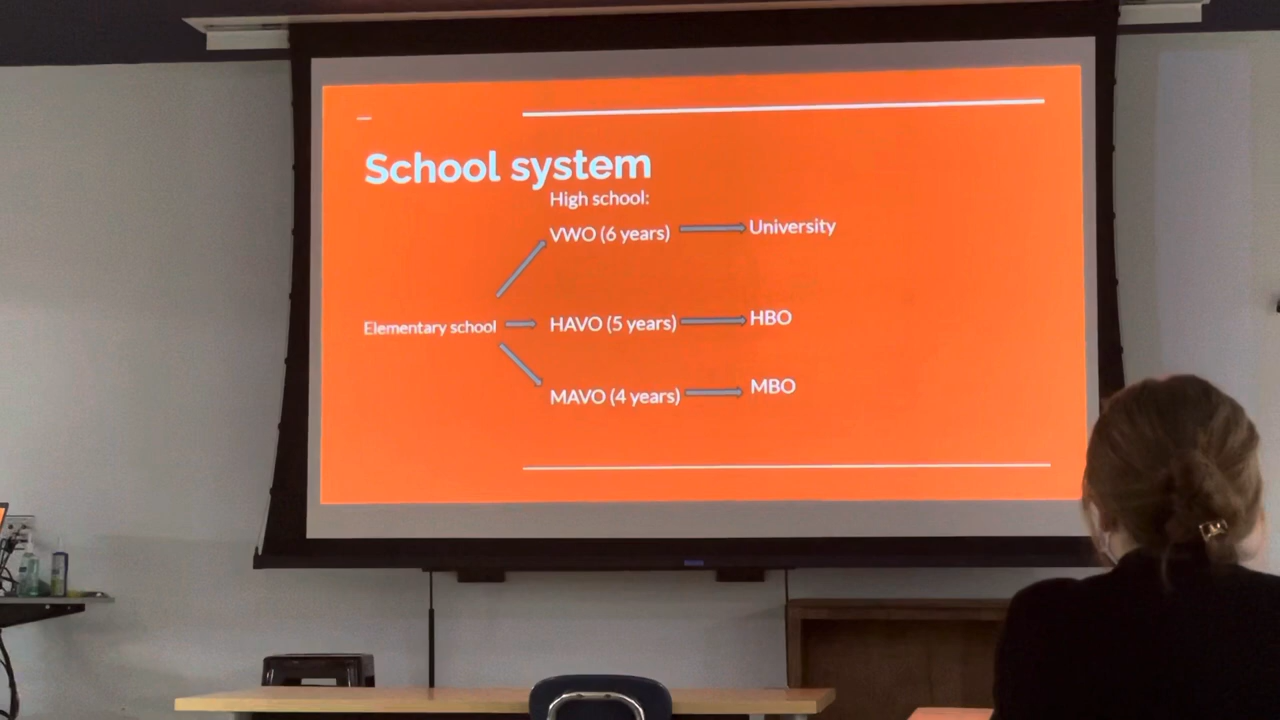 School system
High school:
VWO (6 years) University
Elementary school HAVO (5 years) HBO
MAVO (4 years) MBO